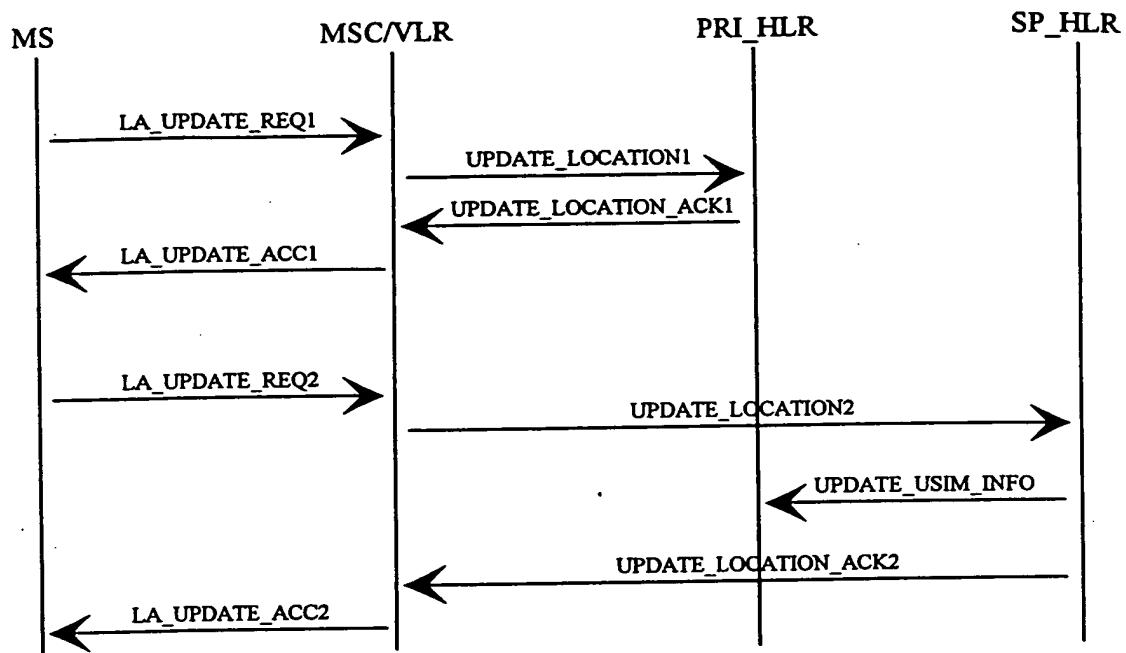 MS
MSC/VLR
PRI_HLR
SP_HLR
LA_UPDATE_REQ1
UPDATE_LOCATION1
UPDATE_LOCATION_ACK1
LA_UPDATE_ACC1
LA_UPDATE_REQ2
UPDATE_LOCATION2
UPDATE_USIM_INFO
UPDATE_LOCATION_ACK2
LA_UPDATE_ACC2